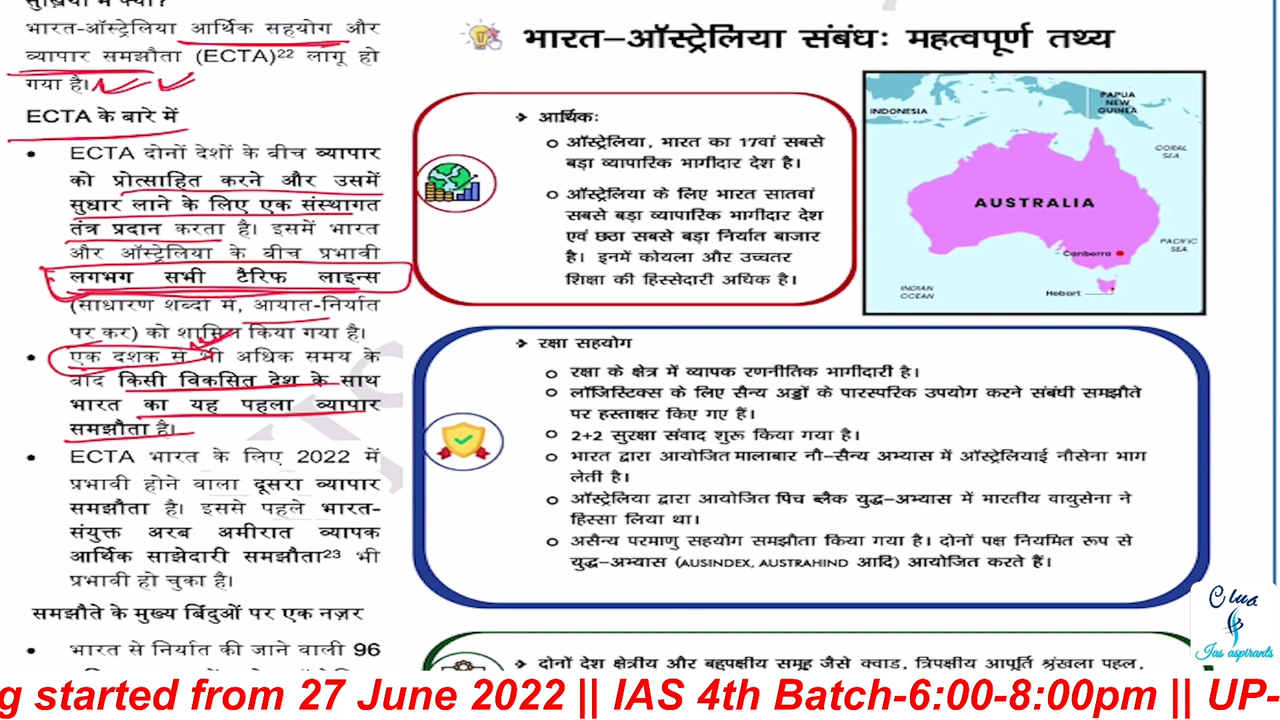 सुर्ख़ियों में क्यों?
भारत-ऑस्ट्रेलिया आर्थिक सहयोग और
व्यापार समझौता (ECTA)²² लागू हो
गया है।
ECTA के बारे में
• ECTA दोनों देशों के बीच व्यापार
को प्रोत्साहित करने और उसमें
सुधार लाने के लिए एक संस्थागत
तंत्र प्रदान करता है। इसमें भारत
और ऑस्ट्रेलिया के बीच प्रभावी
लगभग सभी टैरिफ लाइन्स
(साधारण शब्दों में, आयात-निर्यात
पर कर) को शामिल किया गया है।
• एक दशक से भी अधिक समय के
बाद किसी विकसित देश के साथ
भारत का यह पहला व्यापार
समझौता है।
• ECTA भारत के लिए 2022 में
प्रभावी होने वाला दूसरा व्यापार
समझौता है। इससे पहले भारत-
संयुक्त अरब अमीरात व्यापक
आर्थिक साझेदारी समझौता²³ भी
प्रभावी हो चुका है।
समझौते के मुख्य बिंदुओं पर एक नज़र
• भारत से निर्यात की जाने वाली 96
भारत–ऑस्ट्रेलिया संबंधः महत्वपूर्ण तथ्य
आर्थिकः
ऑस्ट्रेलिया, भारत का 17वां सबसे
बड़ा व्यापारिक भागीदार देश है।
ऑस्ट्रेलिया के लिए भारत सातवां
सबसे बड़ा व्यापारिक भागीदार देश
एवं छठा सबसे बड़ा निर्यात बाजार
है। इनमें कोयला और उच्चतर
शिक्षा की हिस्सेदारी अधिक है।
INDONESIA
PAPUA
NEW
GUINEA
CORAL
SEA
AUSTRALIA
PACIFIC
SEA
Canberra
INDIAN
OCEAN
Hobart
रक्षा सहयोग
रक्षा के क्षेत्र में व्यापक रणनीतिक भागीदारी है।
लॉजिस्टिक्स के लिए सैन्य अड्डों के पारस्परिक उपयोग करने संबंधी समझौते
पर हस्ताक्षर किए गए हैं।
2+2 सुरक्षा संवाद शुरू किया गया है।
भारत द्वारा आयोजित मालाबार नौ–सैन्य अभ्यास में ऑस्ट्रेलियाई नौसेना भाग
लेती है।
ऑस्ट्रेलिया द्वारा आयोजित पिच ब्लैक युद्ध–अभ्यास में भारतीय वायुसेना ने
हिस्सा लिया था।
असैन्य परमाणु सहयोग समझौता किया गया है। दोनों पक्ष नियमित रूप से
युद्ध–अभ्यास (AUSINDEX, AUSTRAHIND आदि) आयोजित करते हैं।
दोनों देश क्षेत्रीय और बहुपक्षीय समूह जैसे क्वाड, त्रिपक्षीय आपूर्ति श्रृंखला पहल,
Clue
Ias aspirants
g started from 27 June 2022 || IAS 4th Batch-6:00-8:00pm || UP-